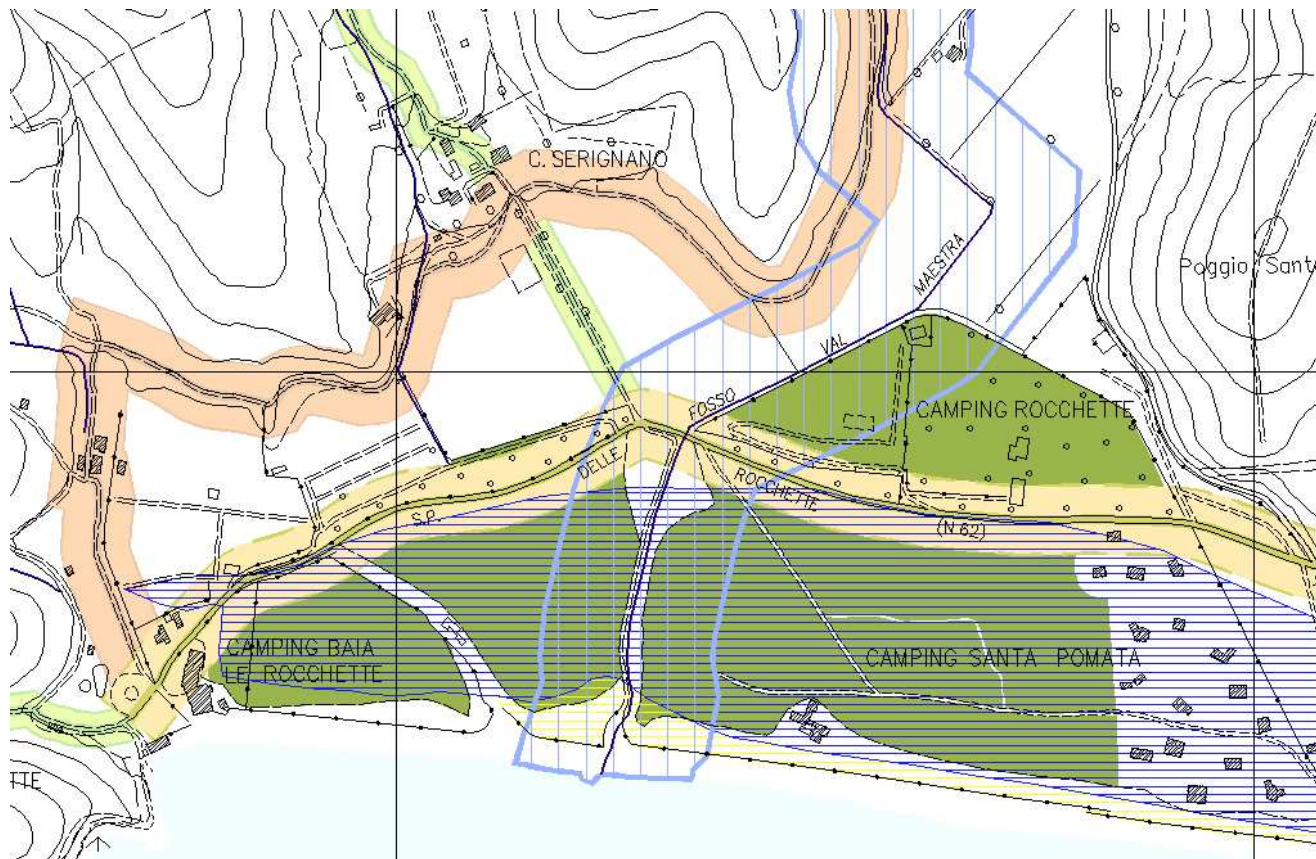 C. SERIGNANO
Poggio Sant
MAESTRA
VAL
FOSSO
CAMPING ROCCHETTE
DELLE
ROCCHETTE
S.P.
(N 62)
CAMPING BAIA
LE ROCCHETTE
CAMPING SANTA POMATA
TTE